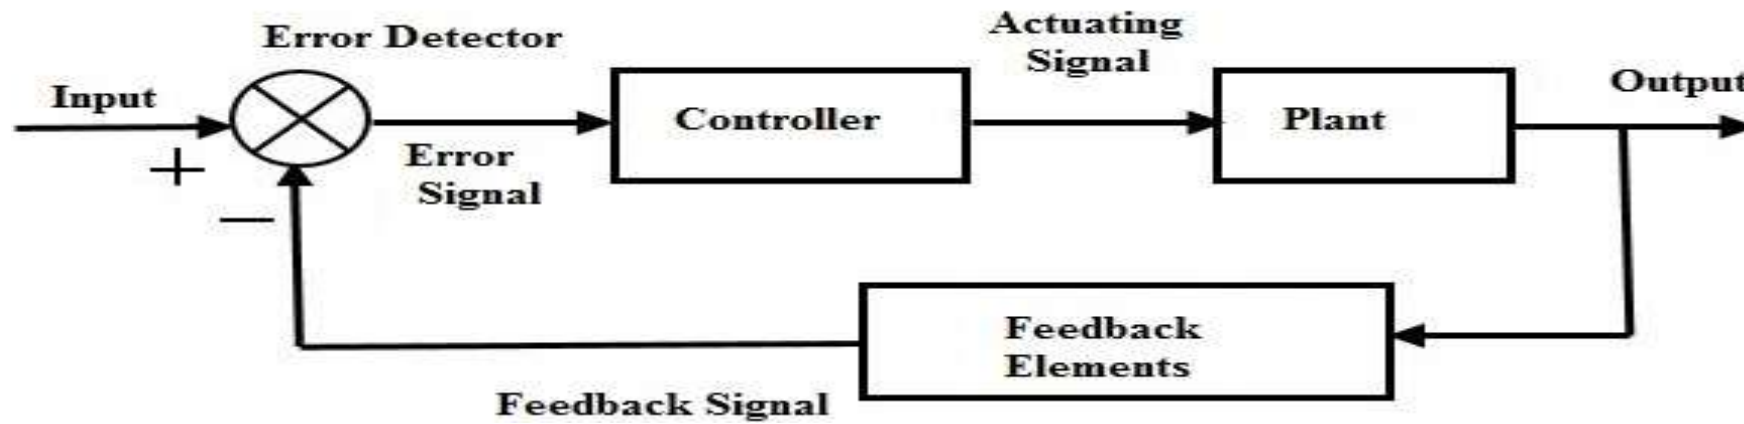 Error Detector
Actuating
Signal
Input
Output
+
Controller
Plant
Error
Signal
−
Feedback
Elements
Feedback Signal